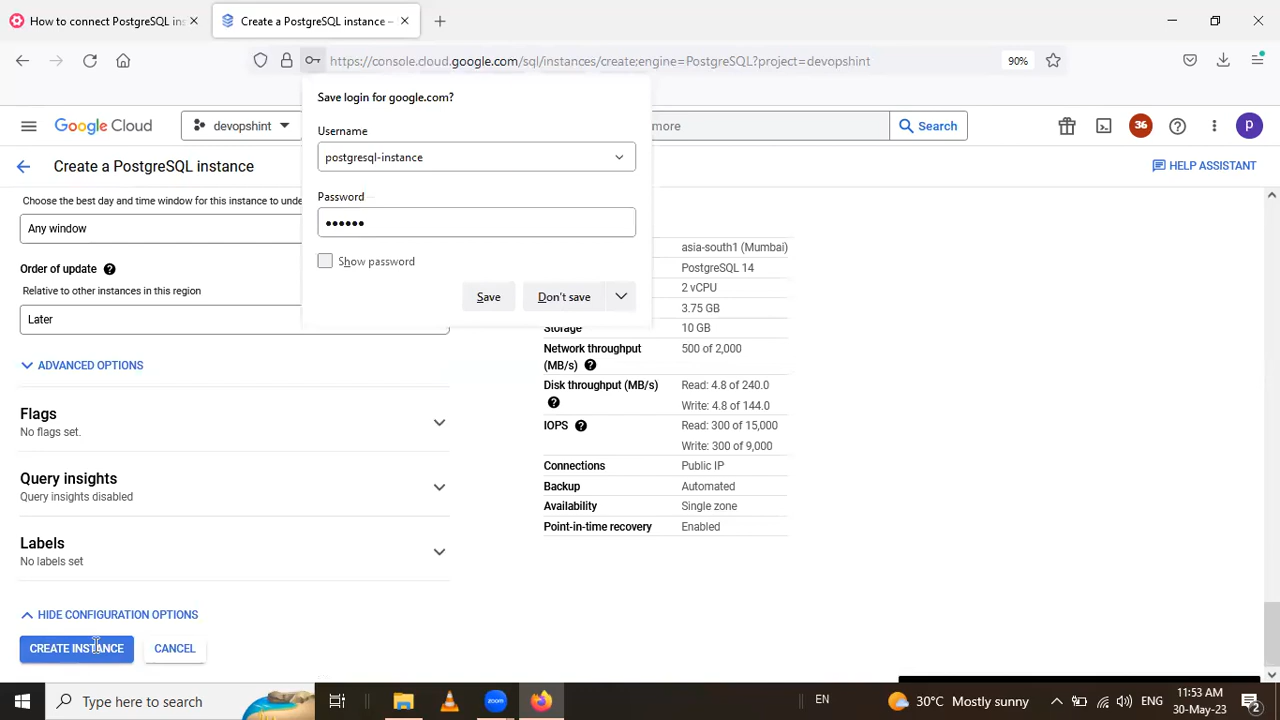 How to connect PostgreSQL ins
Create a PostgreSQL instance –
https://console.cloud.google.com/sql/instances/create;engine=PostgreSQL?project=devopshint
90%
Save login for google.com?
Username
postgresql-instance
Password
••••••
Show password
Save
Don't save
Google Cloud
devopshint
more
Search
36
p
Create a PostgreSQL instance
HELP ASSISTANT
Choose the best day and time window for this instance to unde
Any window
Order of update
Relative to other instances in this region
Later
ADVANCED OPTIONS
Flags
No flags set.
Query insights
Query insights disabled
Labels
No labels set
HIDE CONFIGURATION OPTIONS
CREATE INSTANCE
CANCEL
asia-south1 (Mumbai)
PostgreSQL 14
2 vCPU
3.75 GB
Storage 10 GB
Network throughput (MB/s) 500 of 2,000
Disk throughput (MB/s) Read: 4.8 of 240.0
Write: 4.8 of 144.0
IOPS Read: 300 of 15,000
Write: 300 of 9,000
Connections Public IP
Backup Automated
Availability Single zone
Point-in-time recovery Enabled
Type here to search
zoom
EN
30°C Mostly sunny
ENG
11:53 AM
30-May-23
2